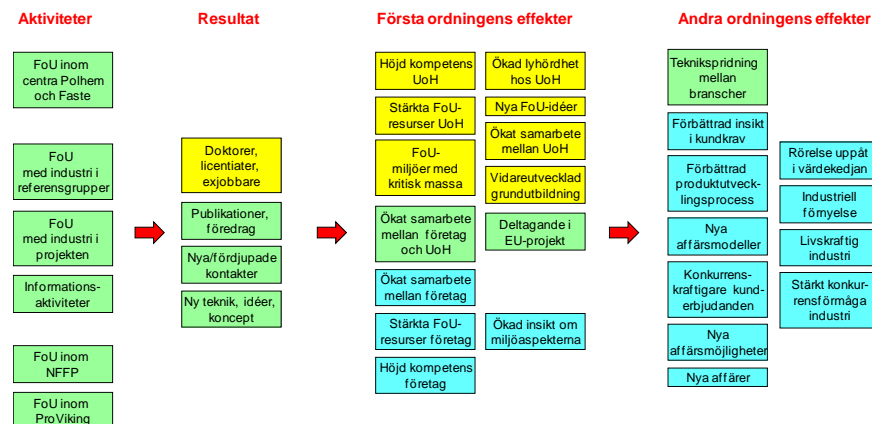 Aktiviteter
FoU inom
centra Polhem
och Faste
FoU
med industri i
referensgrupper
FoU
med industri i
projekten
Informations-
aktiviteter
FoU inom
NFFP
FoU inom
ProViking
Resultat
Doktorer,
licentiater,
exjobbare
Publikationer,
föredrag
Nya/fördjupade
kontakter
Ny teknik, idéer,
koncept
Första ordningens effekter
Höjd kompetens
UoH
Stärkta FoU-
resurser UoH
FoU-
miljöer med
kritisk massa
Ökat samarbete
mellan företag
och UoH
Ökat samarbete
mellan företag
Stärkta FoU-
resurser företag
Höjd kompetens
företag
Ökad lyhördhet
hos UoH
Nya FoU-idéer
Ökat samarbete
mellan UoH
Vidareutvecklad
grundutbildning
Deltagande i
EU-projekt
Ökad insikt om
miljöaspekterna
Andra ordningens effekter
Teknikspridning
mellan
branscher
Förbättrad insikt
i kundkrav
Förbättrad
produktutveck-
lingsprocess
Nya
affärsmodeller
Konkurrens-
kraftigare kund-
erbjudanden
Nya
affärsmöjligheter
Nya affärer
Rörelse uppåt
i värdekedjan
Industriell
förnyelse
Livskraftig
industri
Stärkt konkur-
rensförmåga
industri